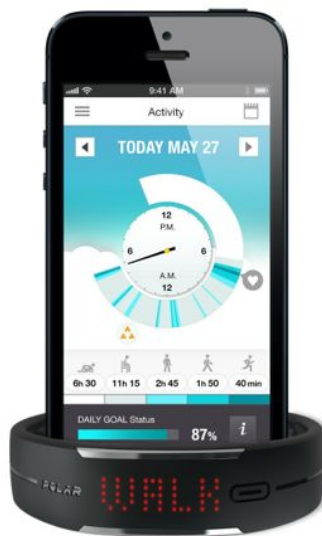 9:41 AM
Activity
TODAY MAY 27
12
P.M.
6 6
A.M.
12
6h 30 11h 15 2h 45 1h 50 40 min
DAILY GOAL Status
87% i
POLAR WALK